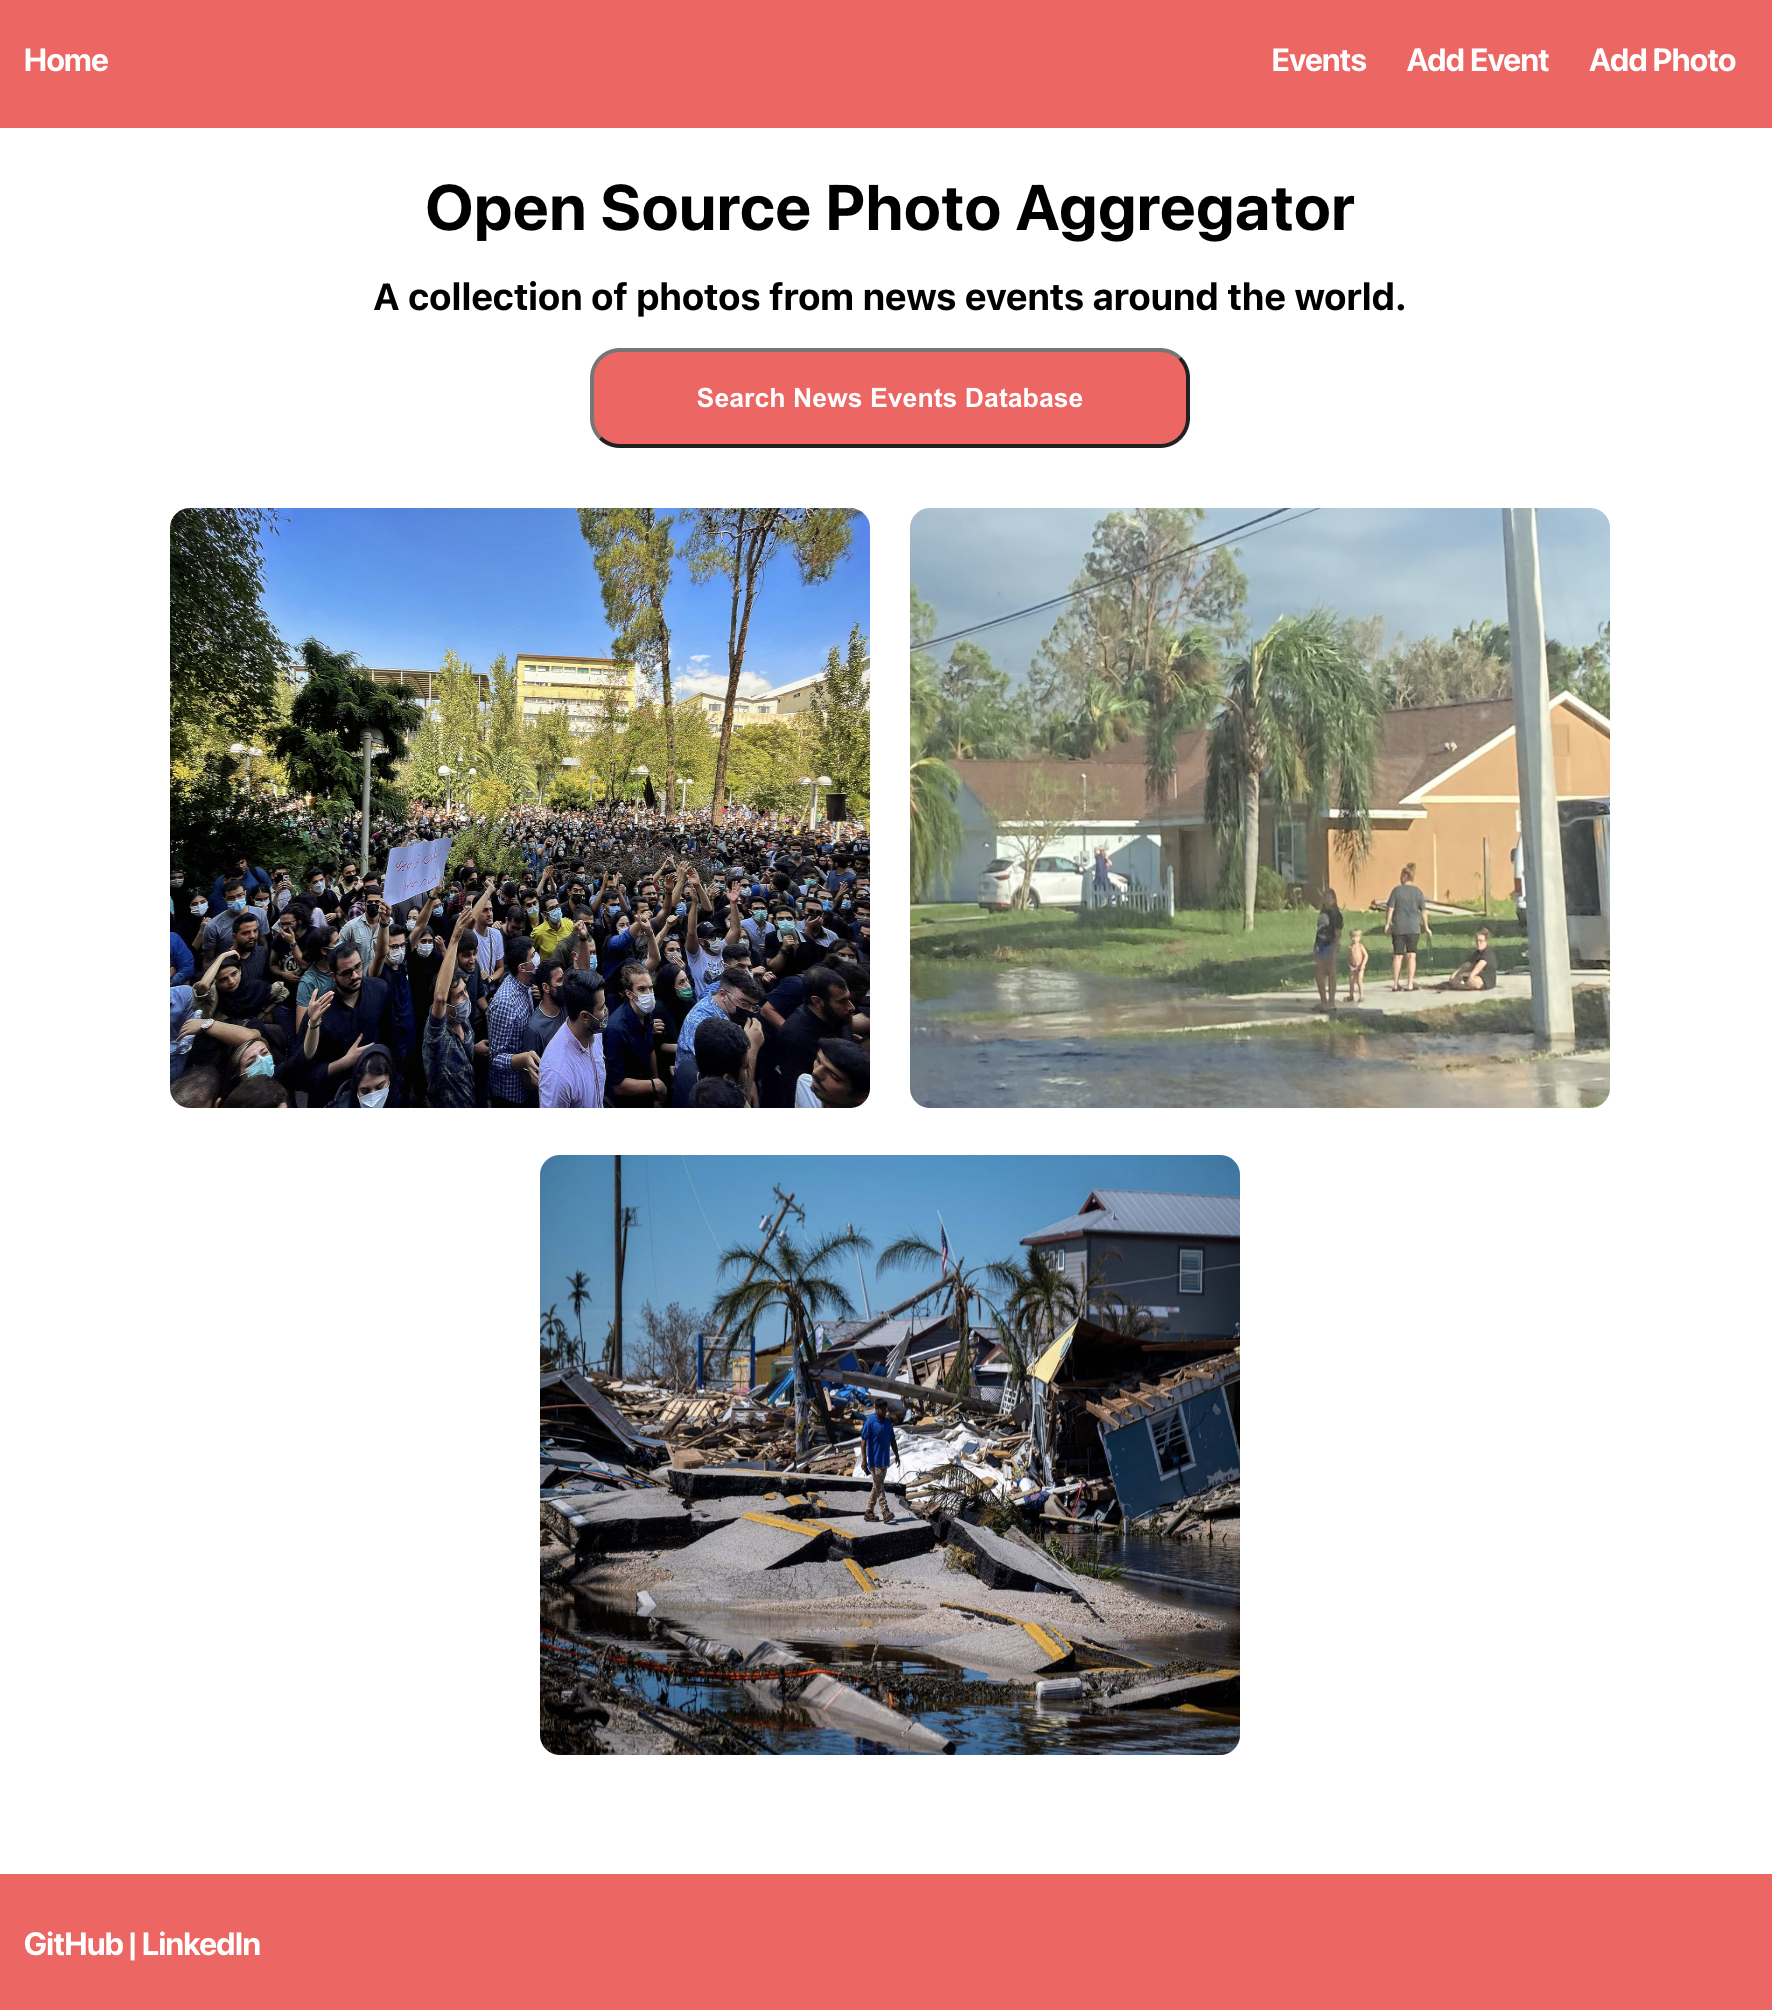 Home
Events
Add Event
Add Photo
Open Source Photo Aggregator
A collection of photos from news events around the world.
Search News Events Database
GitHub | LinkedIn